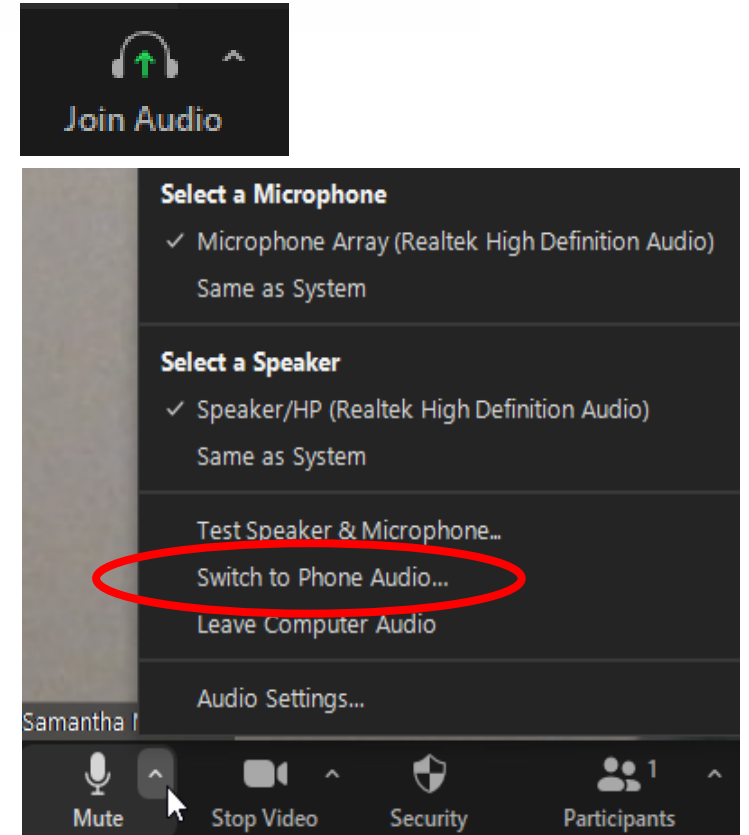 Join Audio
Select a Microphone
✓ Microphone Array (Realtek High Definition Audio)
Same as System
Select a Speaker
✓ Speaker/HP (Realtek High Definition Audio)
Same as System
Test Speaker & Microphone...
Switch to Phone Audio...
Leave Computer Audio
Audio Settings...
Samantha
1
Mute Stop Video Security Participants